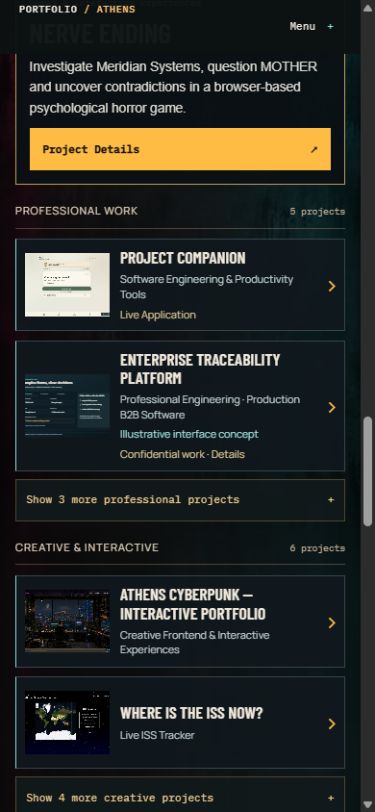 PORTFOLIO / ATHENS
Menu +
NERVE ENDING
Investigate Meridian Systems, question MOTHER
and uncover contradictions in a browser-based
psychological horror game.
Project Details ↗
PROFESSIONAL WORK 5 projects
PROJECT COMPANION
Software Engineering & Productivity
Tools
Live Application
ENTERPRISE TRACEABILITY
PLATFORM
Professional Engineering · Production
B2B Software
Illustrative interface concept
Confidential work · Details
Show 3 more professional projects +
CREATIVE & INTERACTIVE 6 projects
ATHENS CYBERPUNK —
INTERACTIVE PORTFOLIO
Creative Frontend & Interactive
Experiences
WHERE IS THE ISS NOW?
Live ISS Tracker
Show 4 more creative projects +